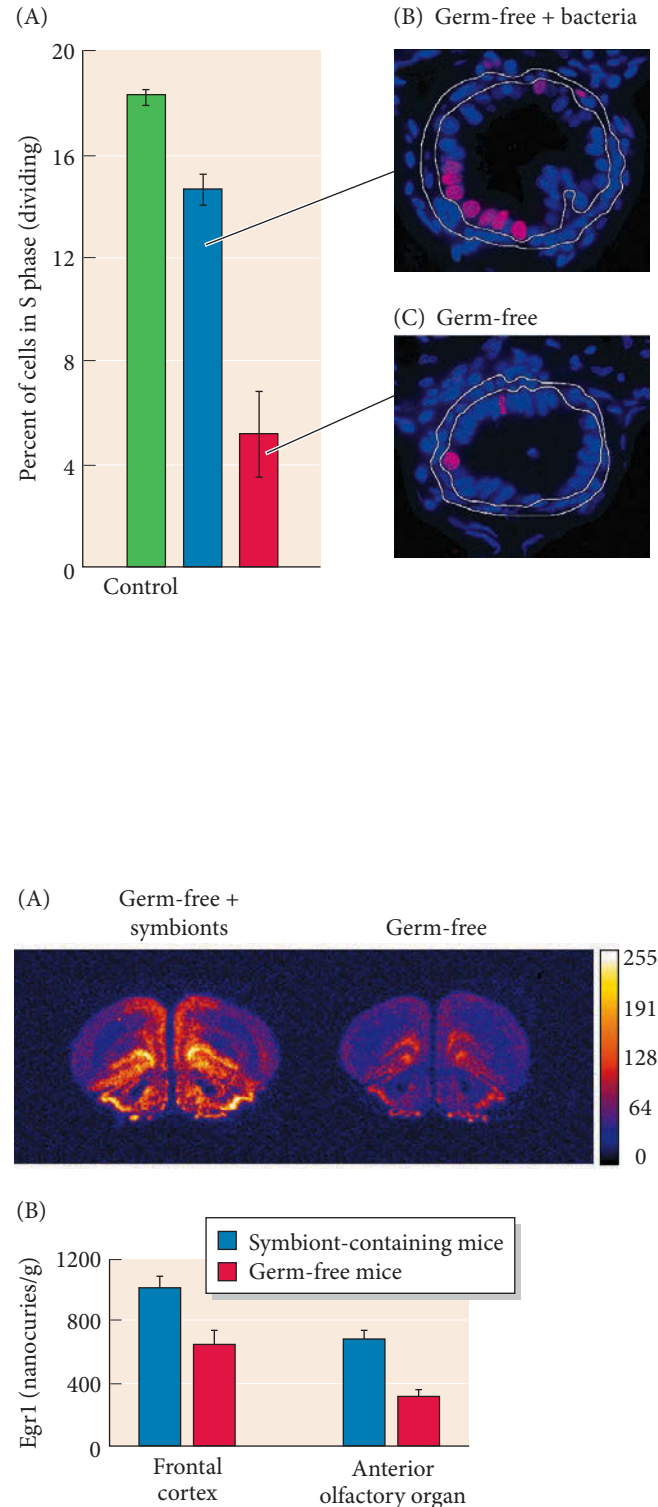 (A)
20
16
12
8
4
0
Percent of cells in S phase (dividing)
Control
(B) Germ-free + bacteria
(C) Germ-free
(A)
Germ-free +
symbionts
Germ-free
255
191
128
64
0
(B)
Symbiont-containing mice
Germ-free mice
1200
800
400
0
Egr1 (nanocuries/g)
Frontal
cortex
Anterior
olfactory organ